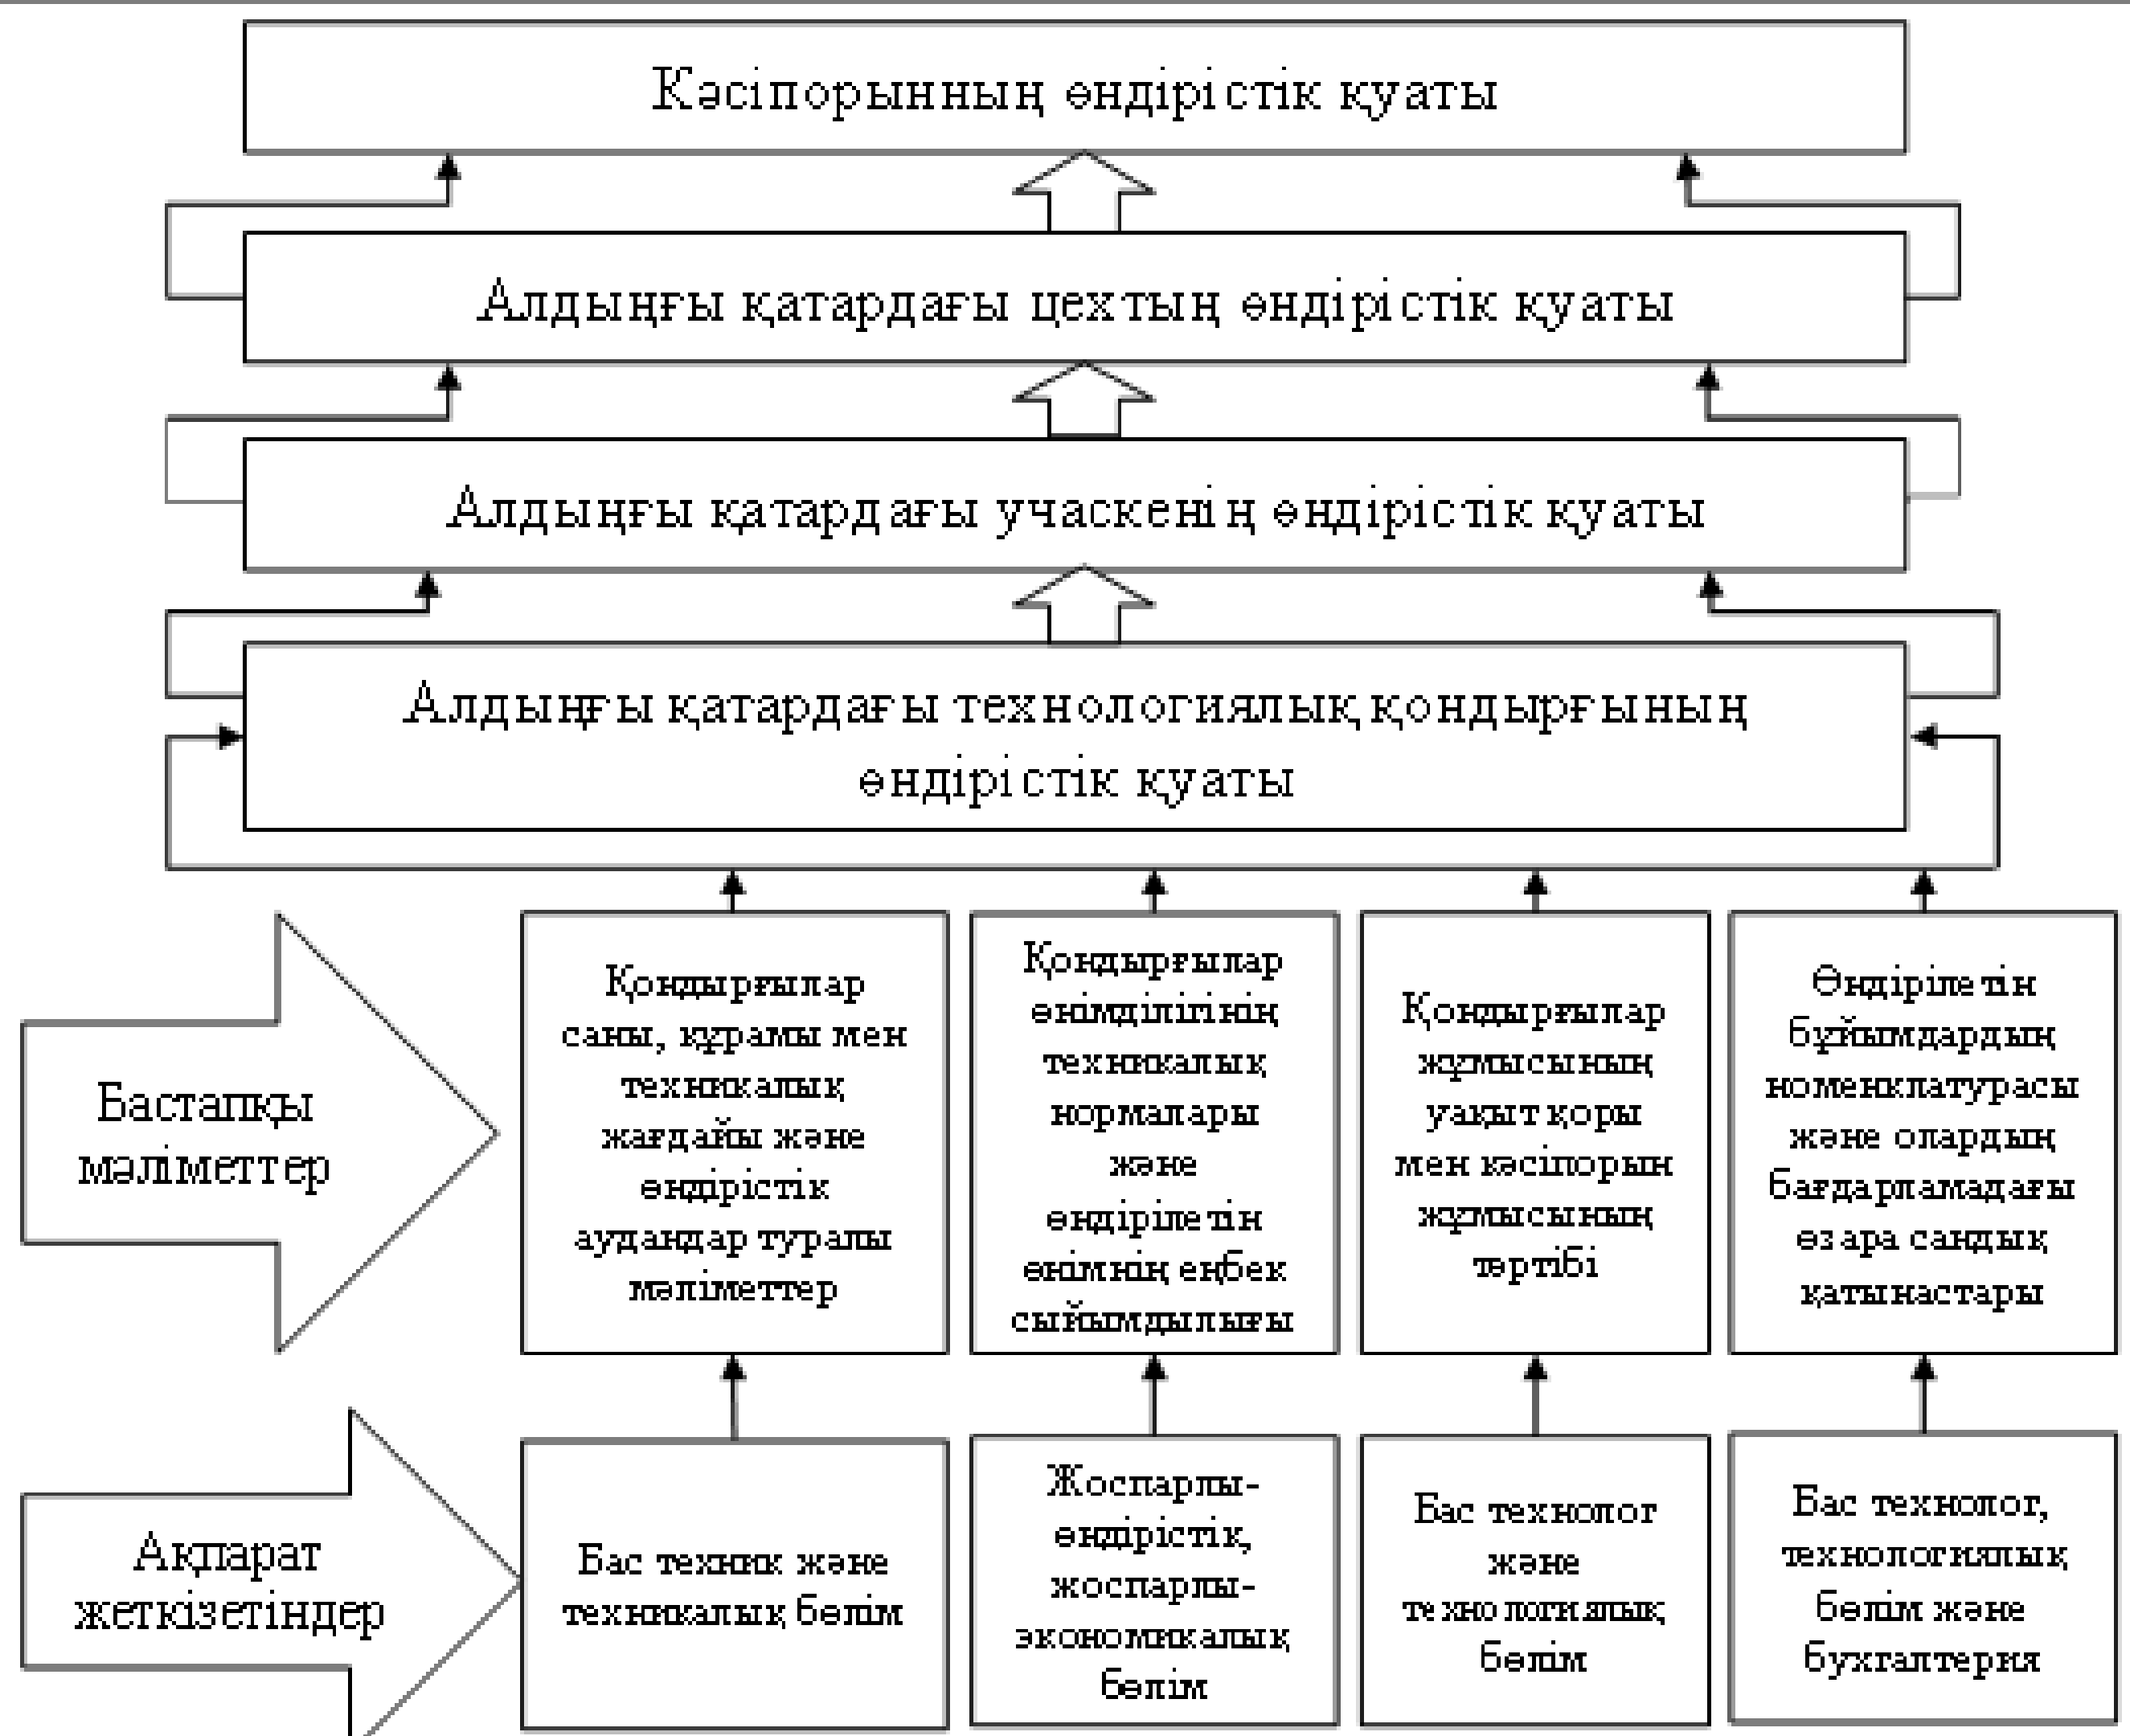 Кәсіпорынның өндірістік қуаты
Алдыңғы қатардағы цехтың өндірістік қуаты
Алдыңғы қатардағы учаскенің өндірістік қуаты
Алдыңғы қатардағы технологиялық қондырғының
өндірістік қуаты
Бастапқы
мәліметтер
Қондырғылар
саны, құрамы мен
техникалық
жағдайы және
өндірістік
аудандар туралы
мәліметтер
Қондырғылар
өнімділігінің
техникалық
нормалары
және
өндірілетін
өнімнің еңбек
сыйымдылығы
Қондырғылар
жұмысының
уақыт қоры
мен кәсіпорын
жұмысының
тәртібі
Өндірілетін
бұйымдардың
номенклатурасы
және олардың
бағдарламадағы
өзара сандық
қатынастары
Ақпарат
жеткізетіндер
Бас техник және
техникалық бөлім
Жоспарлы-
өндірістік,
жоспарлы-
экономикалық
бөлім
Бас технолог
және
технологиялық
бөлім
Бас технолог,
технологиялық
бөлім және
бухгалтерия